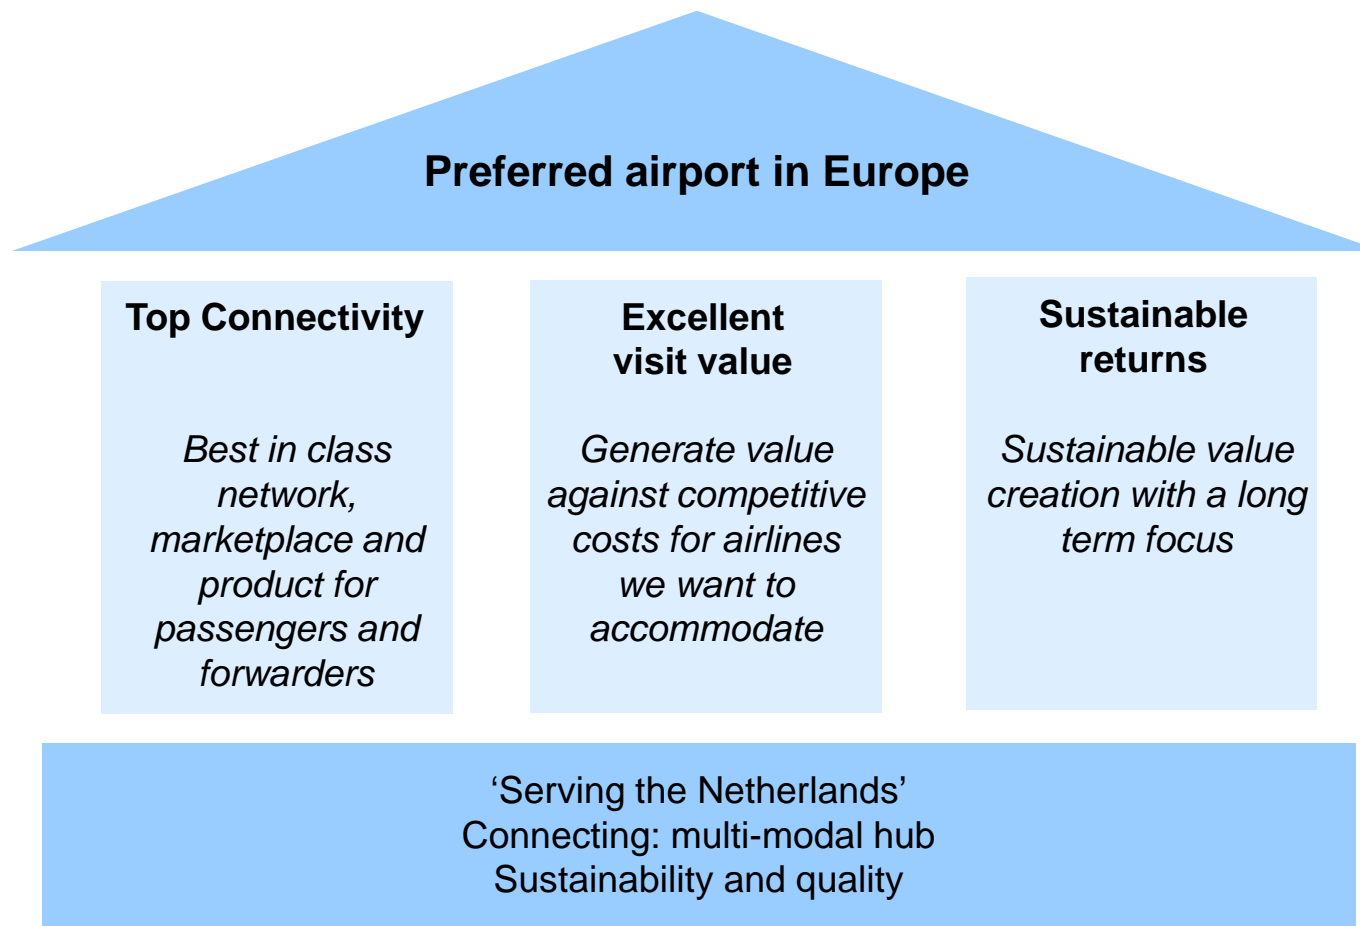 Preferred airport in Europe
Top Connectivity
Best in class
network,
marketplace and
product for
passengers and
forwarders
Excellent
visit value
Generate value
against competitive
costs for airlines
we want to
accommodate
Sustainable
returns
Sustainable value
creation with a long
term focus
‘Serving the Netherlands’
Connecting: multi-modal hub
Sustainability and quality